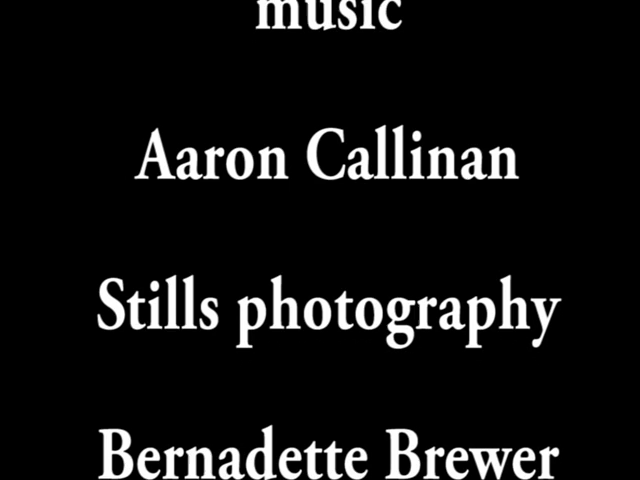 music
Aaron Callinan
Stills photography
Bernadette Brewer